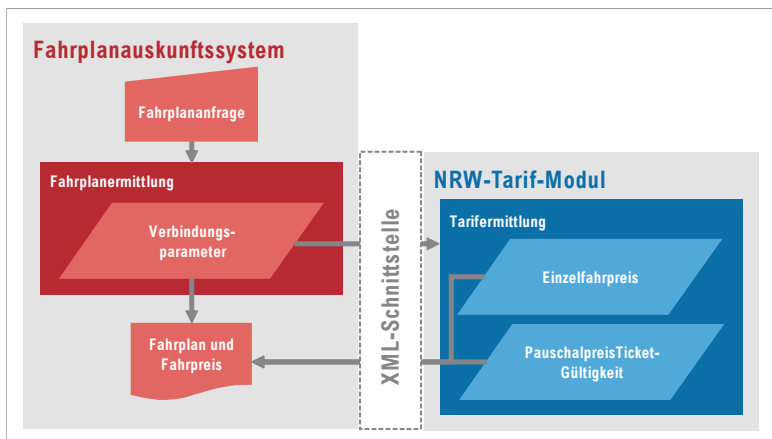 Fahrplanauskunftssystem
Fahrplananfrage
Fahrplanermittlung
Verbindungs-
parameter
Fahrplan und
Fahrpreis
XML-Schnittstelle
NRW-Tarif-Modul
Tarifermittlung
Einzelfahrpreis
PauschalpreisTicket-
Gültigkeit